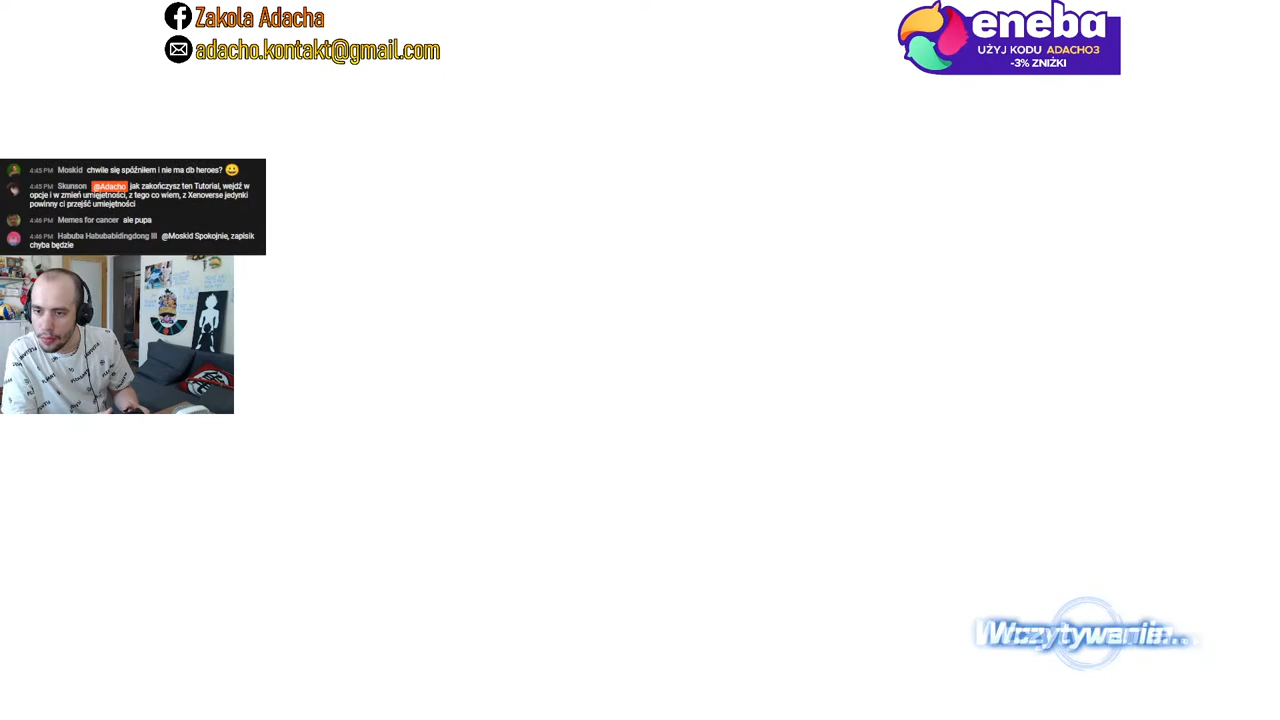 Zakola Adacha
adacho.kontakt@gmail.com
eneba
UŻYJ KODU ADACHO3
-3% ZNIŻKI
4:45 PM Moskid chwile się spóźniłem i nie ma db heroes?
4:45 PM Skunson @Adacho jak zakończysz ten Tutorial, wejdź w
opcje i w zmień umiejetności, z tego co wiem, z Xenoverse jedynki
powinny ci przejść umiejętności
4:46 PM Memes for cancer ale pupa
4:46 PM Habuba Habubabidingdong III @Moskid Spokojnie, zapisik
chyba będzie
Wczytywanie...